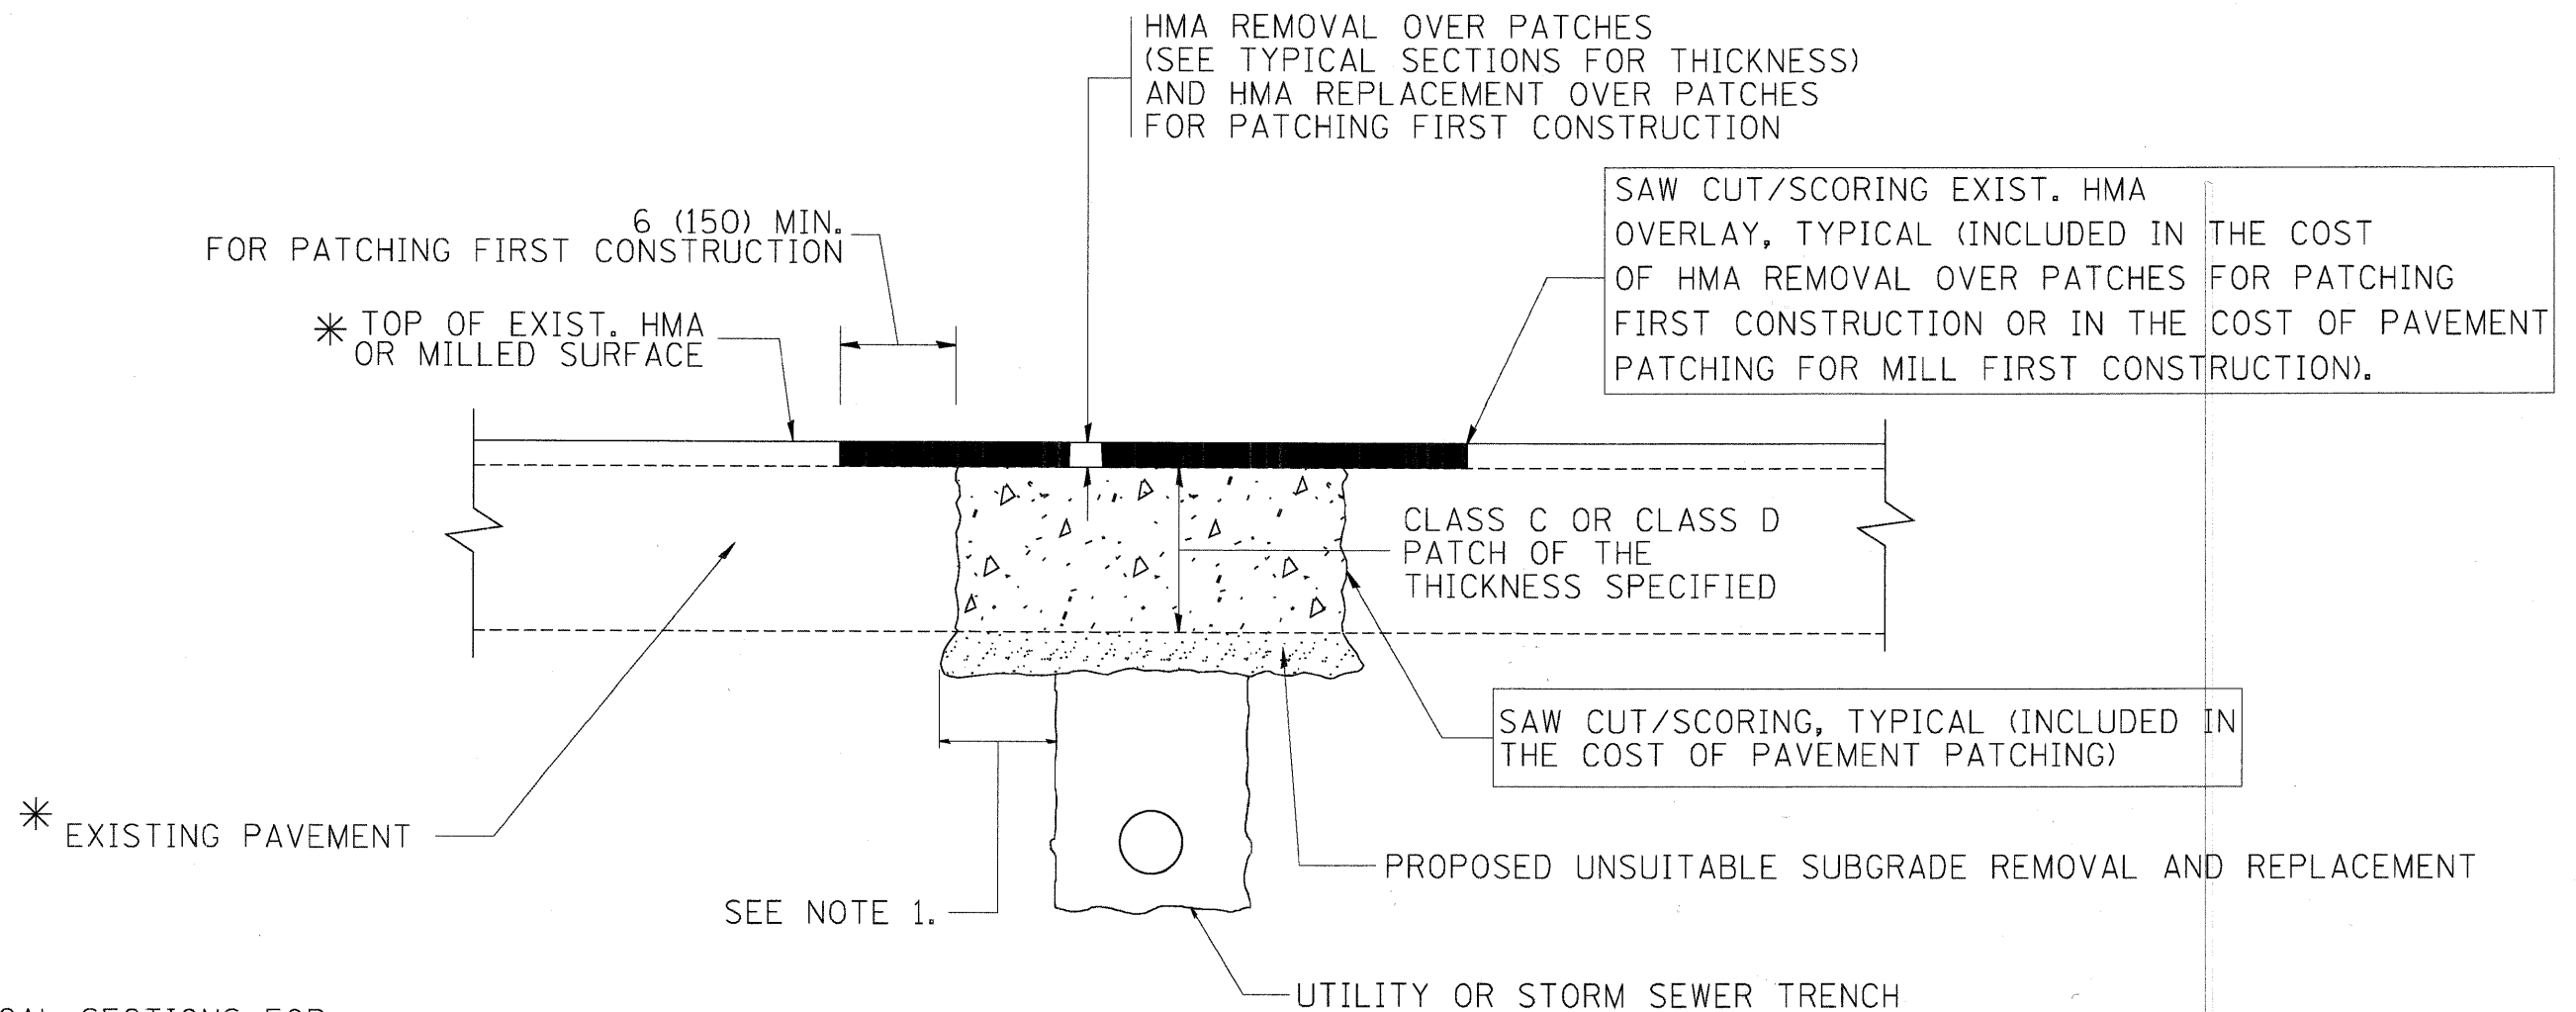 HMA REMOVAL OVER PATCHES
(SEE TYPICAL SECTIONS FOR THICKNESS)
AND HMA REPLACEMENT OVER PATCHES
FOR PATCHING FIRST CONSTRUCTION
SAW CUT/SCORING EXIST. HMA
OVERLAY, TYPICAL (INCLUDED IN THE COST
OF HMA REMOVAL OVER PATCHES FOR PATCHING
FIRST CONSTRUCTION OR IN THE COST OF PAVEMENT
PATCHING FOR MILL FIRST CONSTRUCTION).
6 (150) MIN.
FOR PATCHING FIRST CONSTRUCTION
* TOP OF EXIST. HMA
OR MILLED SURFACE
CLASS C OR CLASS D
PATCH OF THE
THICKNESS SPECIFIED
SAW CUT/SCORING, TYPICAL (INCLUDED IN
THE COST OF PAVEMENT PATCHING)
* EXISTING PAVEMENT
PROPOSED UNSUITABLE SUBGRADE REMOVAL AND REPLACEMENT
SEE NOTE 1.
UTILITY OR STORM SEWER TRENCH
SECTIONS FOR